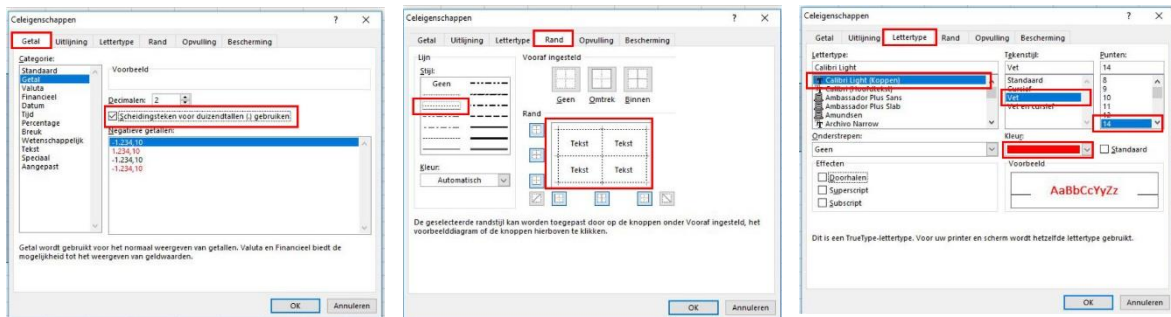 Celeigenschappen ? ×
Getal Uitlijning Lettertype Rand Opvulling Bescherming
Categorie:
Standaard
Getal
Valuta
Financieel
Datum
Tijd
Percentage
Breuk
Wetenschappelijk
Tekst
Speciaal
Aangepast
Voorbeeld
Decimalen: 2
Scheidingsteken voor duizendtallen (.) gebruiken
Negatieve getallen:
-1.234,10
1.234,10
-1.234,10
-1.234,10
Getal wordt gebruikt voor het normaal weergeven van getallen. Valuta en Financieel biedt de
mogelijkheid tot het weergeven van geldwaarden.
OK Annuleren
Celeigenschappen ? ×
Getal Uitlijning Lettertype Rand Opvulling Bescherming
Lijn
Stijl:
Geen
Kleur:
Automatisch
Vooraf ingesteld
Geen Omtrek Binnen
Rand
Tekst Tekst
Tekst Tekst
De geselecteerde randstijl kan worden toegepast door op de knoppen onder Vooraf ingesteld, het
voorbeelddiagram of de knoppen hierboven te klikken.
OK Annuleren
Celeigenschappen ? ×
Getal Uitlijning Lettertype Rand Opvulling Bescherming
Lettertype:
Calibri Light
Calibri Light (Koppen)
Calibri (Hoofdtekst)
Ambassador Plus Sans
Ambassador Plus Slab
Amundsen
Archivo Narrow
Tekenstijl:
Vet
Standaard
Cursief
Vet
Vet en cursief
Punten:
14
8
9
10
11
12
14
Onderstrepen:
Geen
Kleur:
Standaard
Effecten
Doorhalen
Superscript
Subscript
Voorbeeld
AaBbCcYyZz
Dit is een TrueType-lettertype. Voor uw printer en scherm wordt hetzelfde lettertype gebruikt.
OK Annuleren